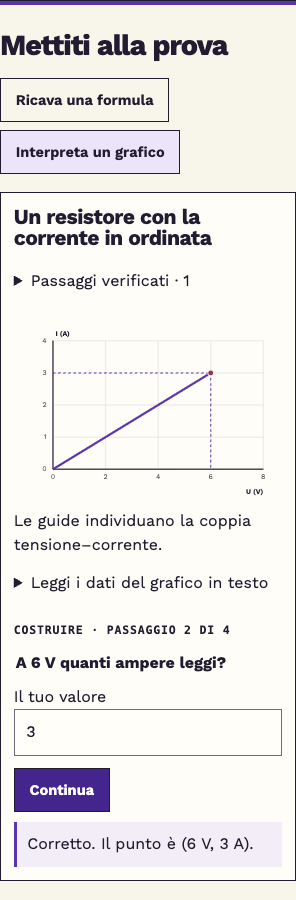 Mettiti alla prova
Ricava una formula
Interpreta un grafico
Un resistore con la
corrente in ordinata
Passaggi verificati · 1
I (A)
4
3
2
1
0
0 2 4 6 8
U (V)
Le guide individuano la coppia
tensione–corrente.
Leggi i dati del grafico in testo
COSTRUIRE · PASSAGGIO 2 DI 4
A 6 V quanti ampere leggi?
Il tuo valore
3
Continua
Corretto. Il punto è (6 V, 3 A).